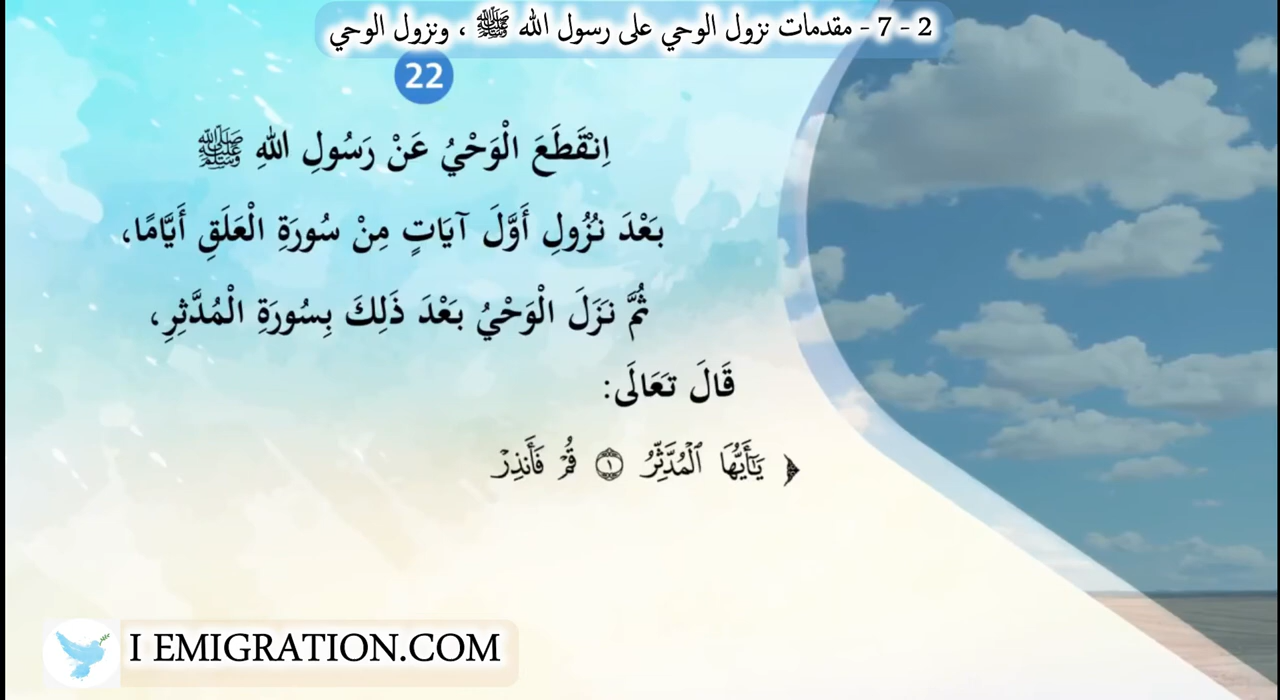 2 - 7 - مقدمات نزول الوحي على رسول الله ﷺ ، ونزول الوحي
22
اِنْقَطَعَ الْوَحْيُ عَنْ رَسُولِ اللهِ ﷺ
بَعْدَ نُزُولِ أَوَّلَ آيَاتٍ مِنْ سُورَةِ الْعَلَقِ أَيَّامًا،
ثُمَّ نَزَلَ الْوَحْيُ بَعْدَ ذَلِكَ بِسُورَةِ الْمُدَّثِرِ،
قَالَ تَعَالَى:
﴿ يَٰٓأَيُّهَا ٱلْمُدَّثِّرُ ١ قُمْ فَأَنذِرْ
I EMIGRATION.COM